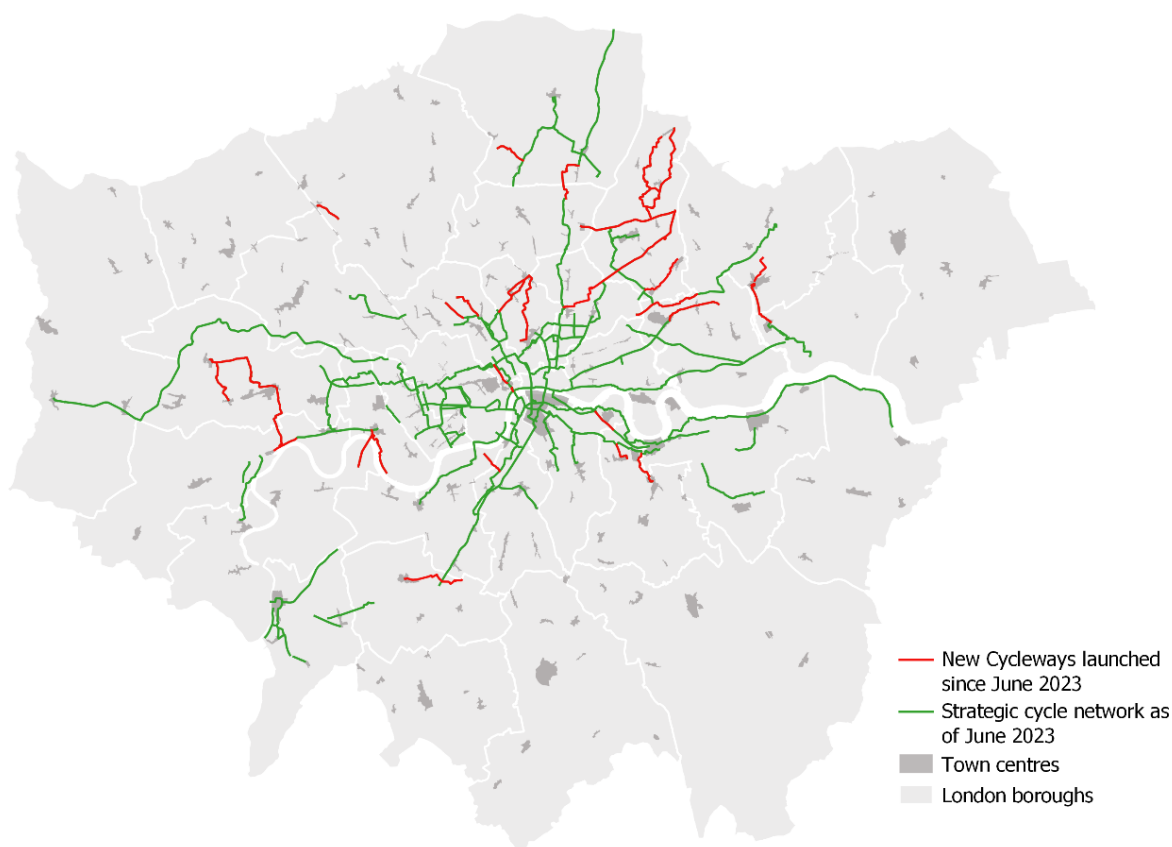 New Cycleways launched
since June 2023
Strategic cycle network as
of June 2023
Town centres
London boroughs